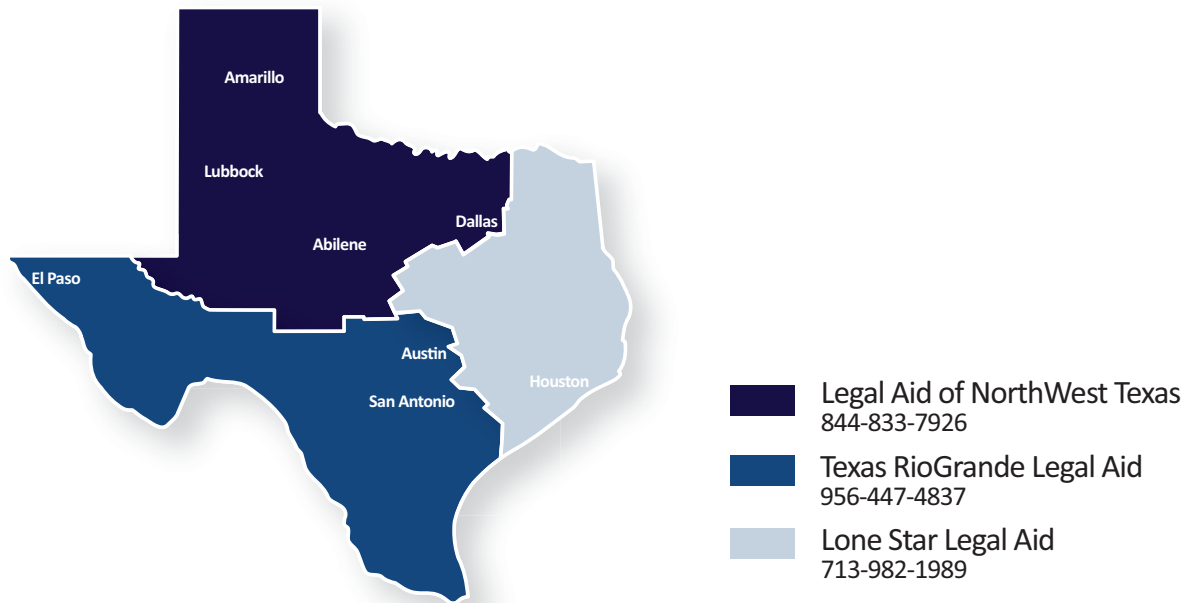 Amarillo
Lubbock
Dallas
Abilene
El Paso
Austin
Houston
San Antonio
Legal Aid of NorthWest Texas
844-833-7926
Texas RioGrande Legal Aid
956-447-4837
Lone Star Legal Aid
713-982-1989